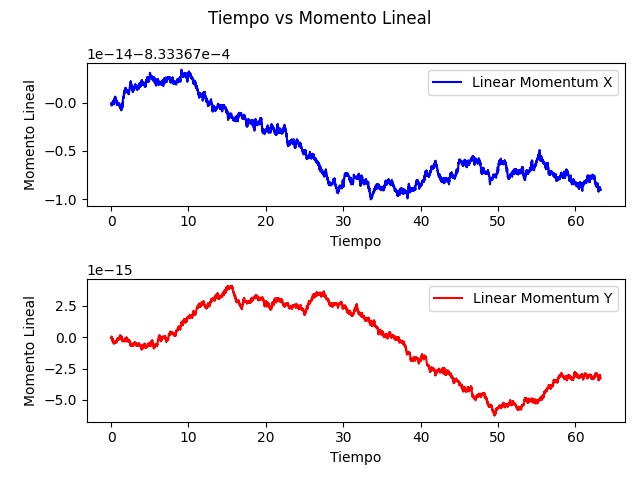 Tiempo vs Momento Lineal
1e−14−8.33367e−4
Momento Lineal
Linear Momentum X
−0.0
−0.5
−1.0
0 10 20 30 40 50 60
Tiempo
1e−15
Momento Lineal
Linear Momentum Y
2.5
0.0
−2.5
−5.0
0 10 20 30 40 50 60
Tiempo